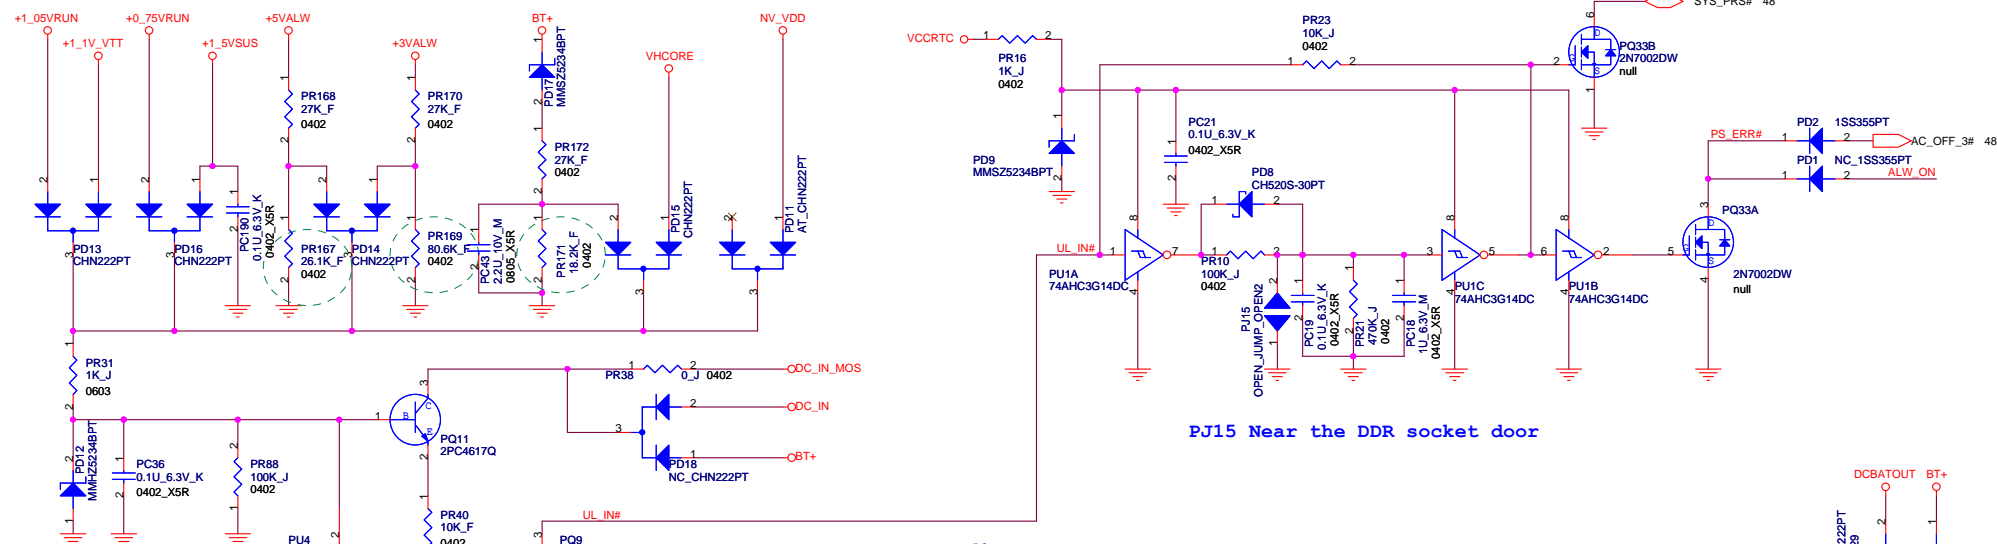 +1_05VRUN
+0_75VRUN
+5VALW
BT+
NV_VDD
+1_1V_VTT
+1_5VSUS
+3VALW
VHCORE
PR168
27K_F
0402
PR170
27K_F
0402
PD17
MMSZ5234BPT
PR172
27K_F
0402
PD13
CHN222PT
PD16
CHN222PT
PC190
0.1U_6.3V_K
0402_X5R
PR167
26.1K_F
0402
PD14
CHN222PT
PR169
80.6K_F
0402
PC43
2.2U_10V_M
0805_X5R
PR171
18.2K_F
0402
PD15
CHN222PT
PD11
AT_CHN222PT
PR31
1K_J
0603
PD12
MMHZ5234BPT
PC36
0.1U_6.3V_K
0402_X5R
PR88
100K_J
0402
PU4
PQ11
2PC4617Q
PR40
10K_F
0402
PR38
0_J 0402
DC_IN_MOS
DC_IN
BT+
PD18
NC_CHN222PT
UL_IN#
PQ9
VCCRTC
PR16
1K_J
0402
PR23
10K_J
0402
SYS_PRS# 48
PQ33B
2N7002DW
null
PD9
MMSZ5234BPT
PC21
0.1U_6.3V_K
0402_X5R
PD8
CH520S-30PT
UL_IN#
PU1A
74AHC3G14DC
PR10
100K_J
0402
PJ15
OPEN_JUMP_OPEN2
PC19
0.1U_6.3V_K
0402_X5R
PR21
470K_J
0402
PC18
1U_6.3V_M
0402_X5R
PU1C
74AHC3G14DC
PU1B
74AHC3G14DC
PS_ERR#
PD2 1SS355PT
AC_OFF_3# 48
PD1 NC_1SS355PT
ALW_ON
PQ33A
2N7002DW
null
PJ15 Near the DDR socket door
DCBATOUT BT+